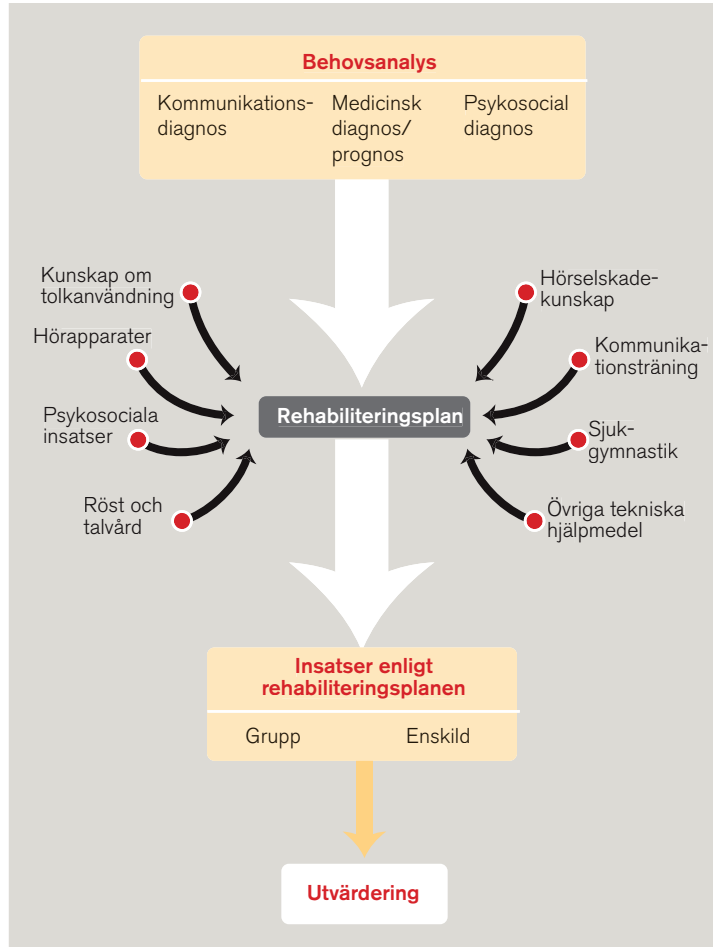 Behovsanalys
Kommunikations-
diagnos
Medicinsk
diagnos/
prognos
Psykosocial
diagnos
Kunskap om
tolkanvändning
Hörapparater
Psykosociala
insatser
Röst och
talvård
Rehabiliteringsplan
Hörselskade-
kunskap
Kommunika-
tionsträning
Sjuk-
gymnastik
Övriga tekniska
hjälpmedel
Insatser enligt
rehabiliteringsplanen
Grupp
Enskild
Utvärdering